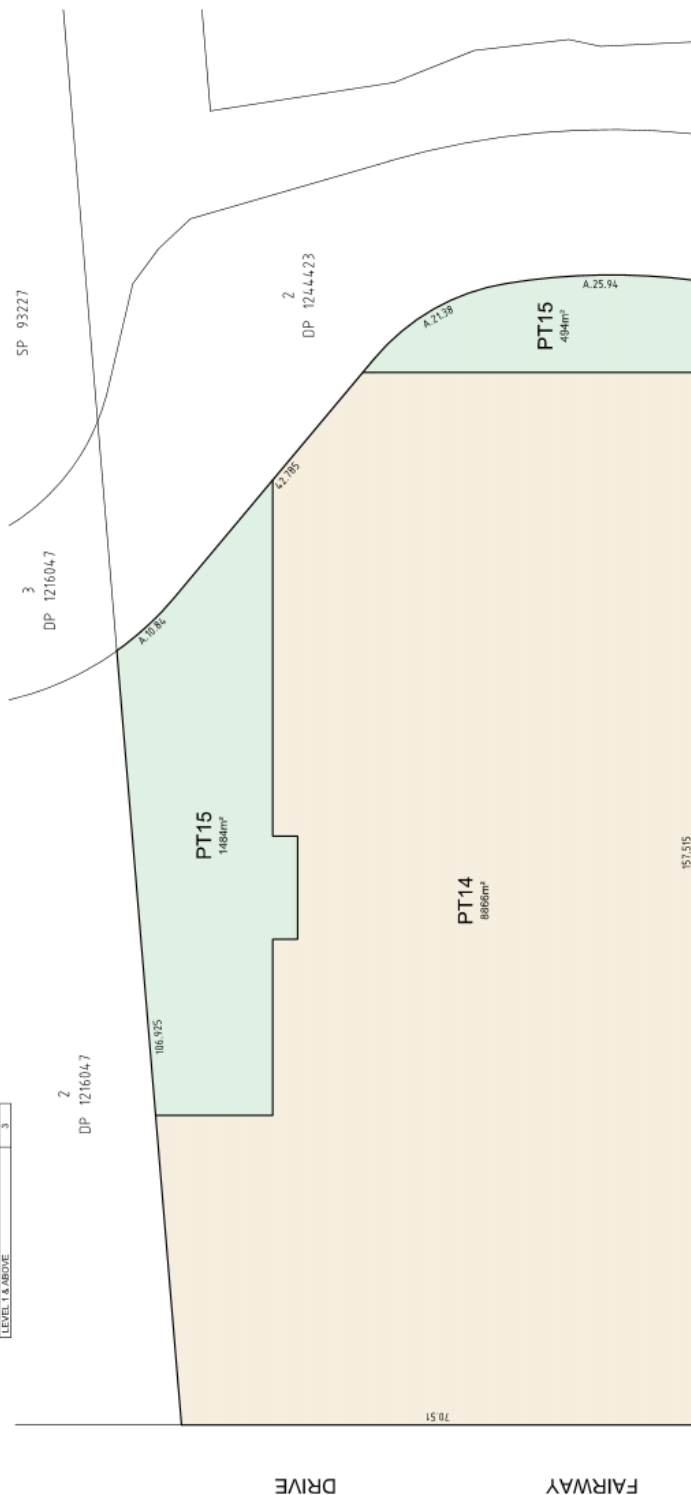 SP 93227
2
DP 1244423
A.25.94
A.21.38
PT15
494m²
42.785
3
DP 1216047
A.10.84
PT15
1484m²
PT14
8866m²
157.515
106.925
2
DP 1216047
LEVEL 1 & ABOVE
3
70.51
FAIRWAY DRIVE